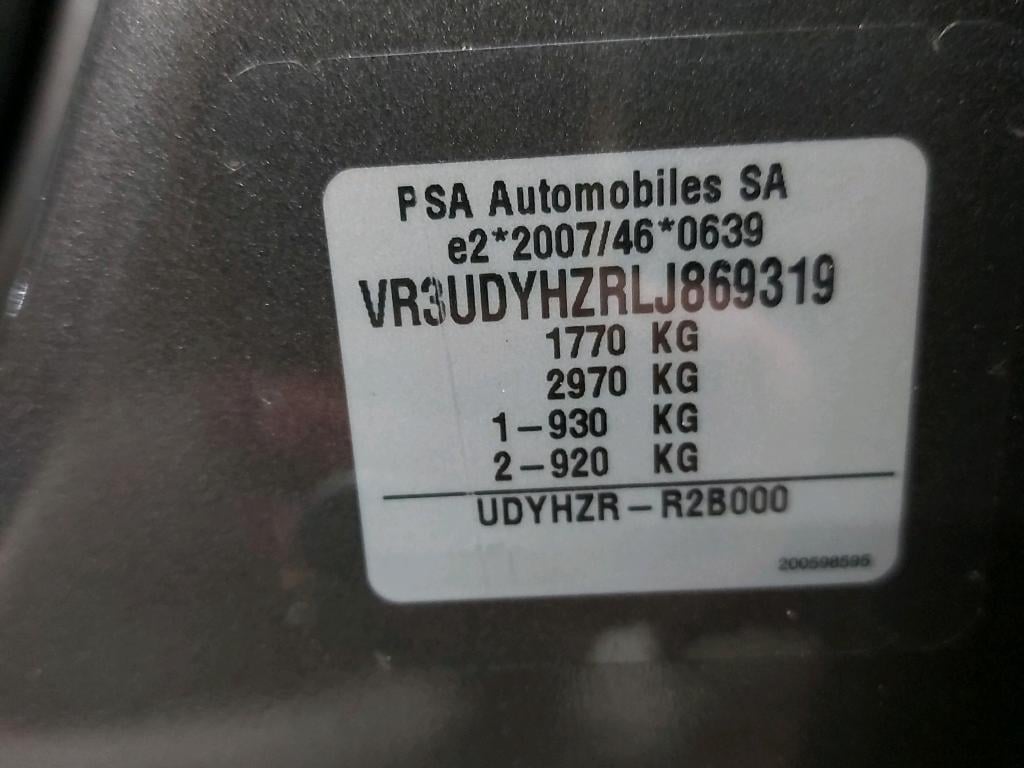 PSA Automobiles SA
e2*2007/46*0639
VR3UDYHZRLJ869319
1770 KG
2970 KG
1-930 KG
2-920 KG
UDYHZR-R2B000
200598595